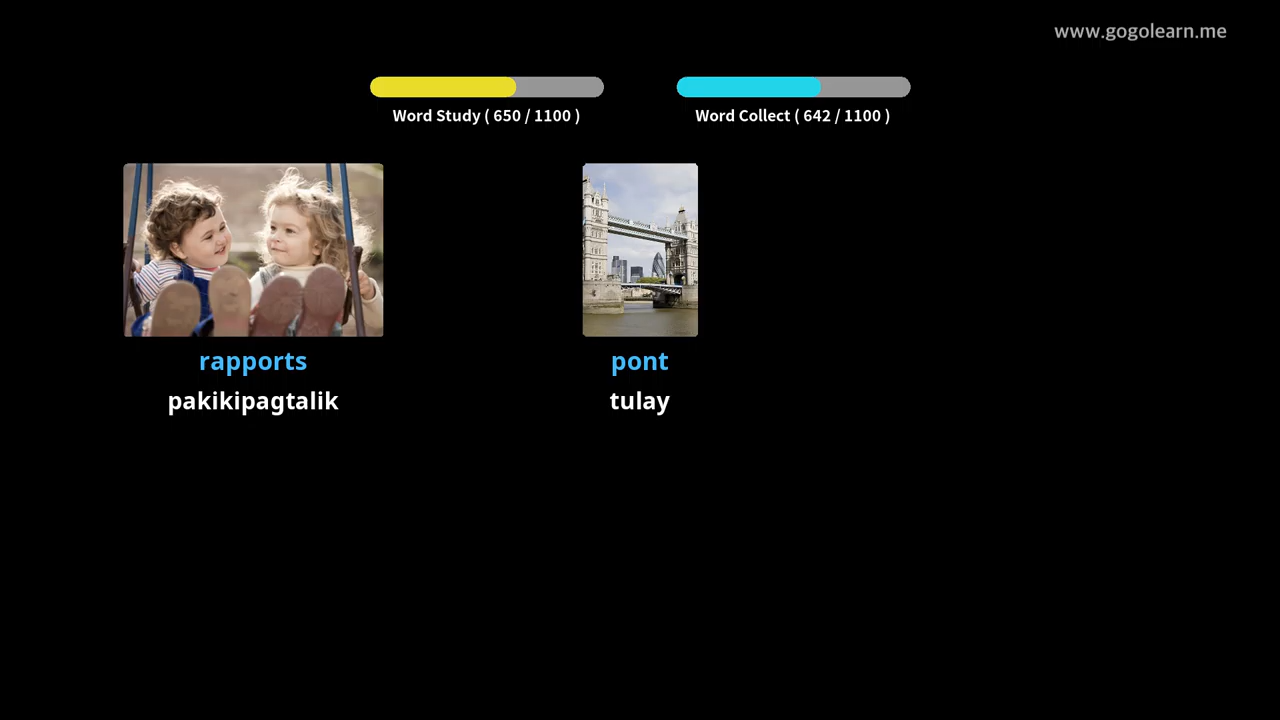 www.gogolearn.me
Word Study ( 650 / 1100 )
Word Collect ( 642 / 1100 )
rapports
pont
pakikipagtalik
tulay